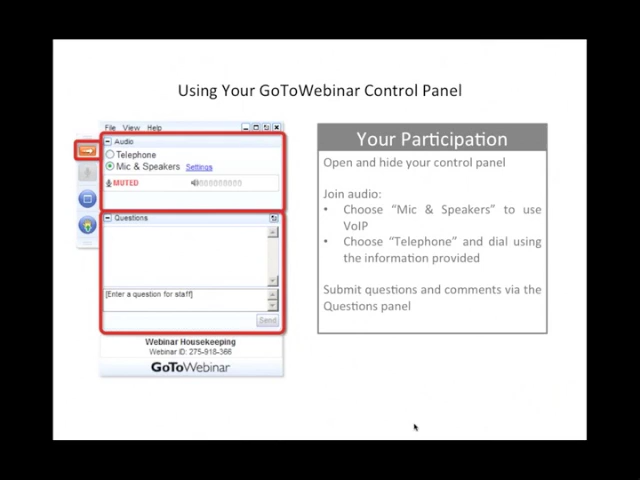 Using Your GoToWebinar Control Panel
File View Help
Audio
Telephone
Mic & Speakers Settings
MUTED
Questions
[Enter a question for staff]
Send
Webinar Housekeeping
Webinar ID: 275-918-366
GoToWebinar
Your Participation
Open and hide your control panel
Join audio:
• Choose “Mic & Speakers” to use
VoIP
• Choose “Telephone” and dial using
the information provided
Submit questions and comments via the
Questions panel